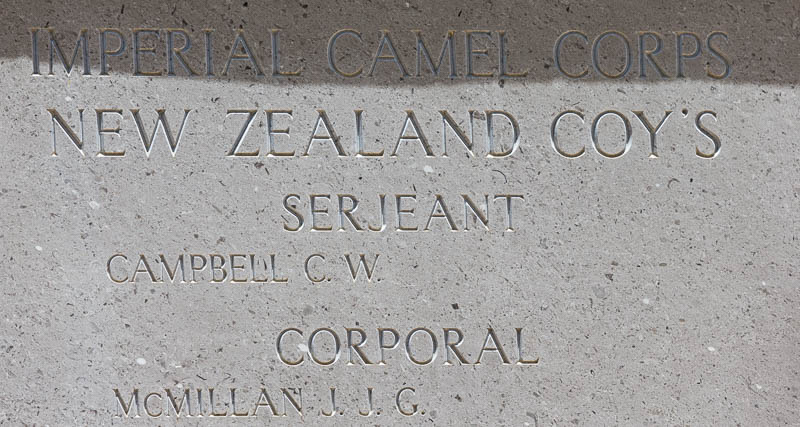 IMPERIAL CAMEL CORPS
NEW ZEALAND COY'S
SERJEANT
CAMPBELL C. W.
CORPORAL
McMILLAN J. J. G.